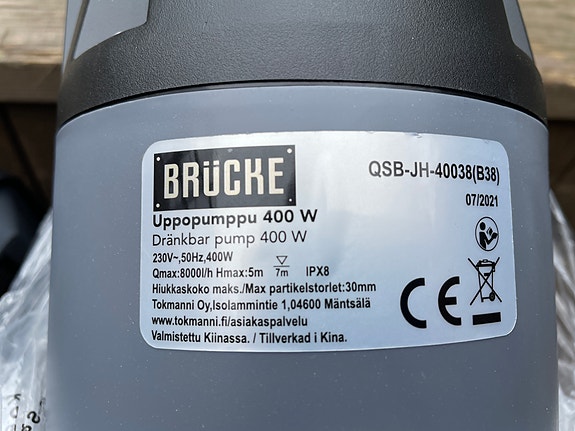 BRÜCKE
QSB-JH-40038(B38)
07/2021
Uppopumppu 400 W
Dränkbar pump 400 W
230V~,50Hz,400W
Qmax:8000l/h Hmax:5m 7m IPX8
Hiukkaskoko maks./Max partikelstorlet:30mm
Tokmanni Oy,Isolammintie 1,04600 Mäntsälä
www.tokmanni.fi/asiakaspalvelu
Valmistettu Kiinassa. / Tillverkad i Kina.
CE